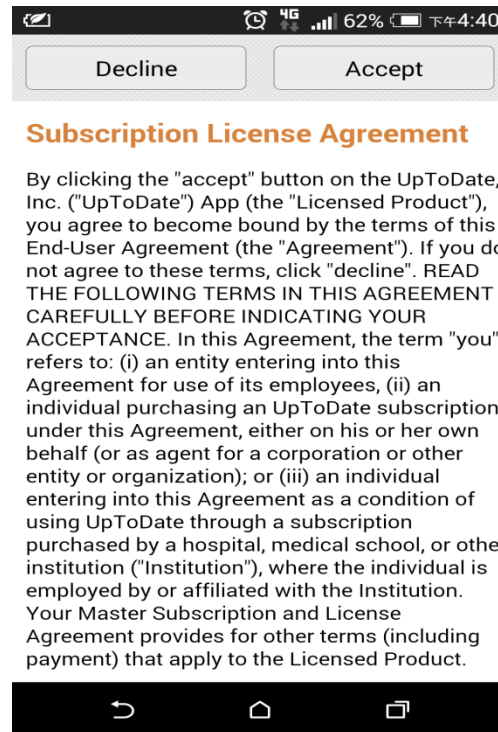 4G 62% 下午4:40
Decline Accept
Subscription License Agreement
By clicking the "accept" button on the UpToDate,
Inc. ("UpToDate") App (the "Licensed Product"),
you agree to become bound by the terms of this
End-User Agreement (the "Agreement"). If you do
not agree to these terms, click "decline". READ
THE FOLLOWING TERMS IN THIS AGREEMENT
CAREFULLY BEFORE INDICATING YOUR
ACCEPTANCE. In this Agreement, the term "you"
refers to: (i) an entity entering into this
Agreement for use of its employees, (ii) an
individual purchasing an UpToDate subscription
under this Agreement, either on his or her own
behalf (or as agent for a corporation or other
entity or organization); or (iii) an individual
entering into this Agreement as a condition of
using UpToDate through a subscription
purchased by a hospital, medical school, or othe
institution ("Institution"), where the individual is
employed by or affiliated with the Institution.
Your Master Subscription and License
Agreement provides for other terms (including
payment) that apply to the Licensed Product.